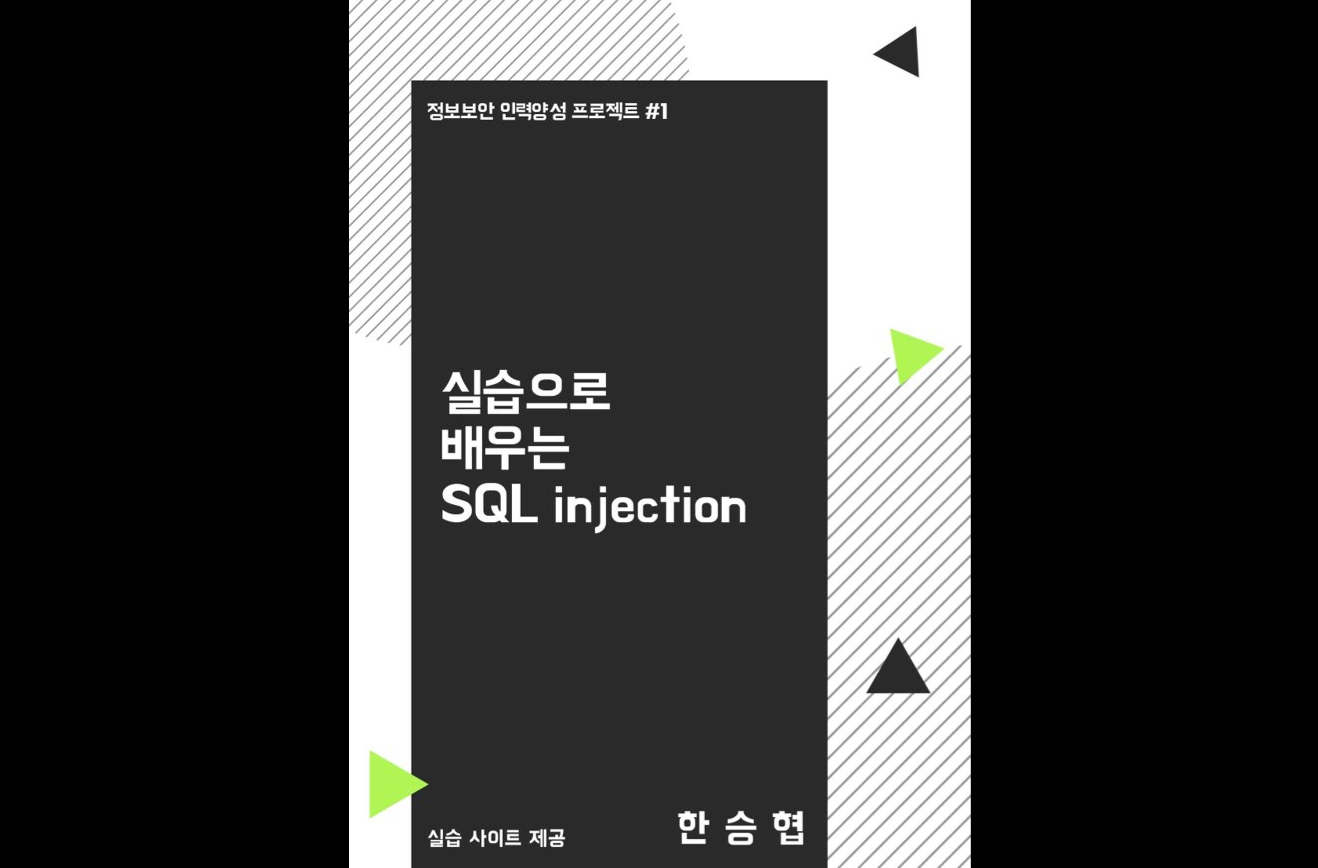 정보보안 인력양성 프로젝트 #1
실습으로
배우는
SQL injection
실습 사이트 제공
한 승 협